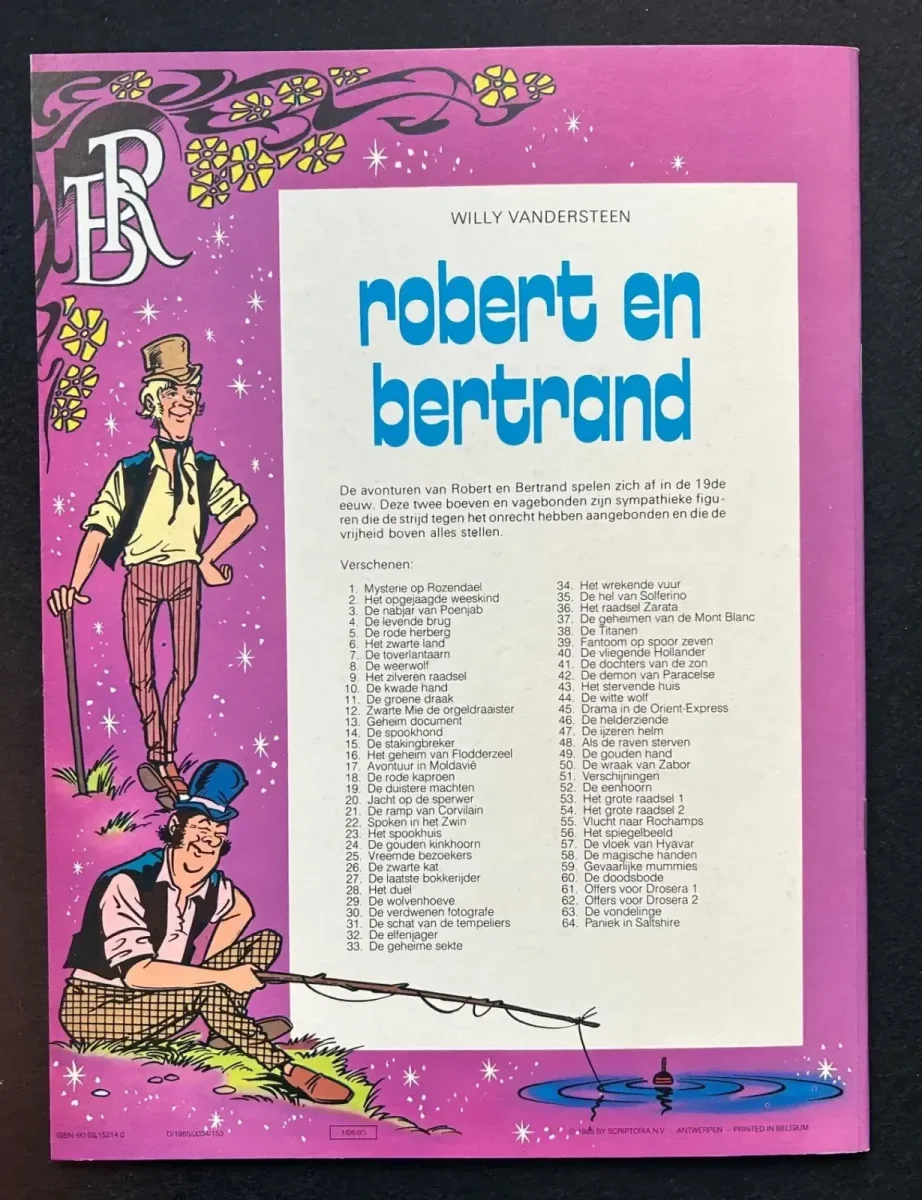 BR
WILLY VANDERSTEEN
robert en
bertrand
De avonturen van Robert en Bertrand spelen zich af in de 19de
eeuw. Deze twee boeven en vagebonden zijn sympathieke figu-
ren die de strijd tegen het onrecht hebben aangebonden en die de
vrijheid boven alles stellen.
Verschenen:
1. Mysterie op Rozendael
2. Het opgejaagde weeskind
3. De nabjar van Poenjab
4. De levende brug
5. De rode herberg
6. Het zwarte land
7. De toverlantaarn
8. De weerwolf
9. Het zilveren raadsel
10. De kwade hand
11. De groene draak
12. Zwarte Mie de orgeldraaister
13. Geheim document
14. De spookhond
15. De stakingbreker
16. Het geheim van Flodderzeel
17. Avontuur in Moldavië
18. De rode kaproen
19. De duistere machten
20. Jacht op de sperwer
21. De ramp van Corvilain
22. Spoken in het Zwin
23. Het spookhuis
24. De gouden kinkhoorn
25. Vreemde bezoekers
26. De zwarte kat
27. De laatste bokkerijder
28. Het duel
29. De wolvenhoeve
30. De verdwenen fotografe
31. De schat van de tempeliers
32. De elfenjager
33. De geheime sekte
34. Het wrekende vuur
35. De hel van Solferino
36. Het raadsel Zarata
37. De geheimen van de Mont Blanc
38. De Titanen
39. Fantoom op spoor zeven
40. De vliegende Hollander
41. De dochters van de zon
42. De demon van Paracelse
43. Het stervende huis
44. De witte wolf
45. Drama in de Orient-Express
46. De helderziende
47. De ijzeren helm
48. Als de raven sterven
49. De gouden hand
50. De wraak van Zabor
51. Verschijningen
52. De eenhoorn
53. Het grote raadsel 1
54. Het grote raadsel 2
55. Vlucht naar Rochamps
56. Het spiegelbeeld
57. De vloek van Hyavar
58. De magische handen
59. Gevaarlijke mummies
60. De doodsbode
61. Offers voor Drosera 1
62. Offers voor Drosera 2
63. De vondelinge
64. Paniek in Saltshire
ISBN-90 03 15214 0
D/1985/0034/153
1/06/85
© 1985 BY SCRIPTORIA N.V. – ANTWERPEN – PRINTED IN BELGIUM